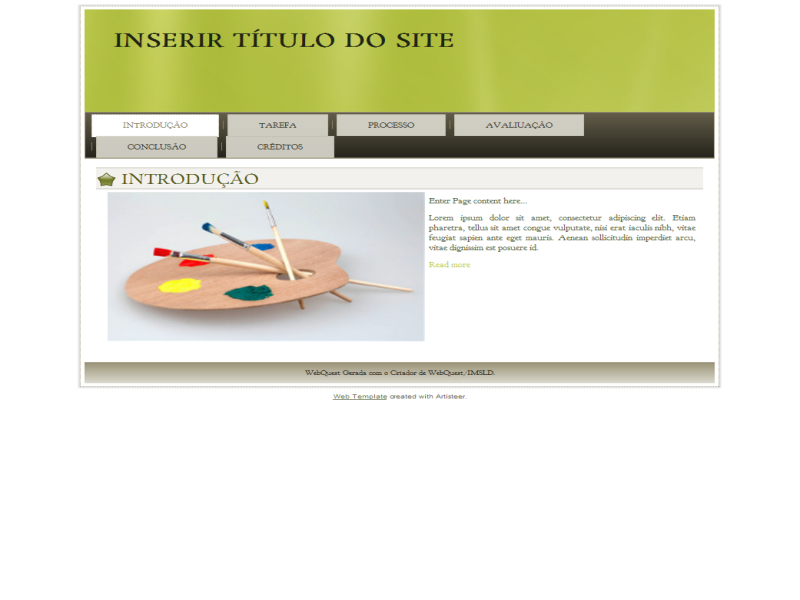 INSERIR TÍTULO DO SITE
INTRODUÇÃO
TAREFA
PROCESSO
AVALIUAÇÃO
CONCLUSÃO
CRÉDITOS
INTRODUÇÃO
Enter Page content here...
Lorem ipsum dolor sit amet, consectetur adipiscing elit. Etiam
pharetra, tellus sit amet congue vulputate, nisi erat iaculis nibh, vitae
feugiat sapien ante eget mauris. Aenean sollicitudin imperdiet arcu,
vitae dignissim est posuere id.
Read more
WebQuest Gerada com o Criador de WebQuest/IMSLD.
Web Template created with Artisteer.